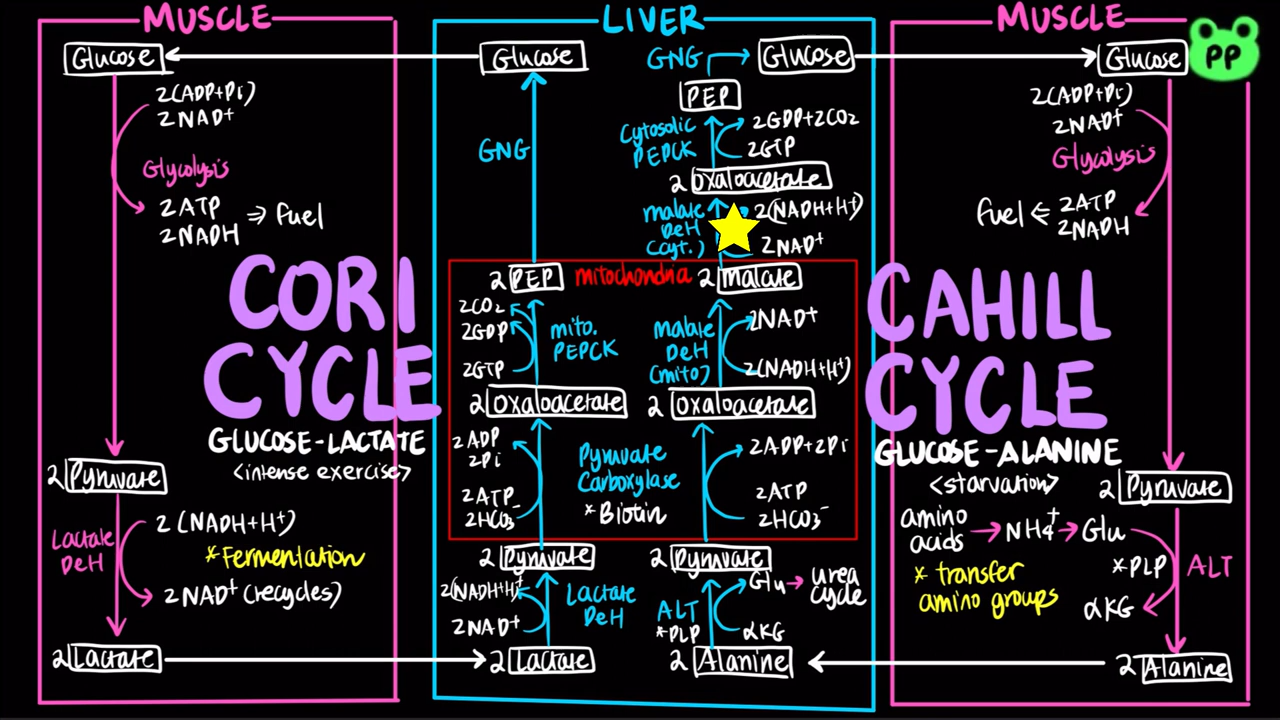 MUSCLE
Glucose
2(ADP+Pi)
2NAD+
Glycolysis
2ATP
2NADH
⇒ fuel
CORI
CYCLE
GLUCOSE-LACTATE
<intense exercise>
2 Pyruvate
Lactate
DeH
2(NADH+H+)
*Fermentation
2NAD+ (recycles)
2 Lactate
LIVER
Glucose
GNG
2 PEP
mitochondria
2CO2
2GDP
2GTP
mito.
PEPCK
2 Oxaloacetate
2ADP
2Pi
2ATP
2HCO3-
Pyruvate
Carboxylase
*Biotin
2 Pyruvate
2(NADH+H+)
2NAD+
Lactate
DeH
2 Lactate
GNG
Glucose
PEP
Cytosolic
PEPCK
2GDP+2CO2
2GTP
2 Oxaloacetate
malate
DeH
(cyt.)
2(NADH+H+)
2NAD+
2 malate
malate
DeH
(mito)
2NAD+
2(NADH+H+)
2 Oxaloacetate
2ADP+2Pi
2ATP
2HCO3-
2 Pyruvate
ALT
*PLP
Glu → urea
cycle
αKG
2 Alanine
MUSCLE
PP
Glucose
2(ADP+Pi)
2NAD+
Glycolysis
fuel ⇐ 2ATP
2NADH
CAHILL
CYCLE
GLUCOSE-ALANINE
<starvation>
2 Pyruvate
amino
acids → NH4+ → Glu
*PLP
ALT
* transfer
amino groups
αKG
2 Alanine